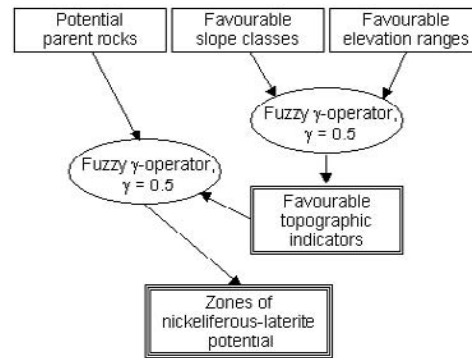 Potential
parent rocks
Favourable
slope classes
Favourable
elevation ranges
Fuzzy γ-operator,
γ = 0.5
Fuzzy γ-operator,
γ = 0.5
Favourable
topographic
indicators
Zones of
nickeliferous-laterite
potential